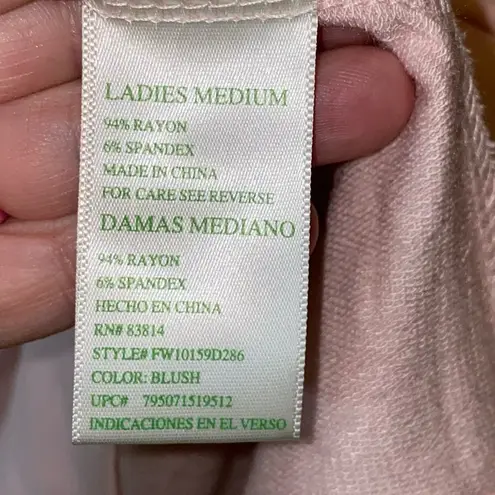 LADIES MEDIUM
94% RAYON
6% SPANDEX
MADE IN CHINA
FOR CARE SEE REVERSE
DAMAS MEDIANO
94% RAYON
6% SPANDEX
HECHO EN CHINA
RN# 83814
STYLE# FW10159D286
COLOR: BLUSH
UPC# 795071519512
INDICACIONES EN EL VERSO